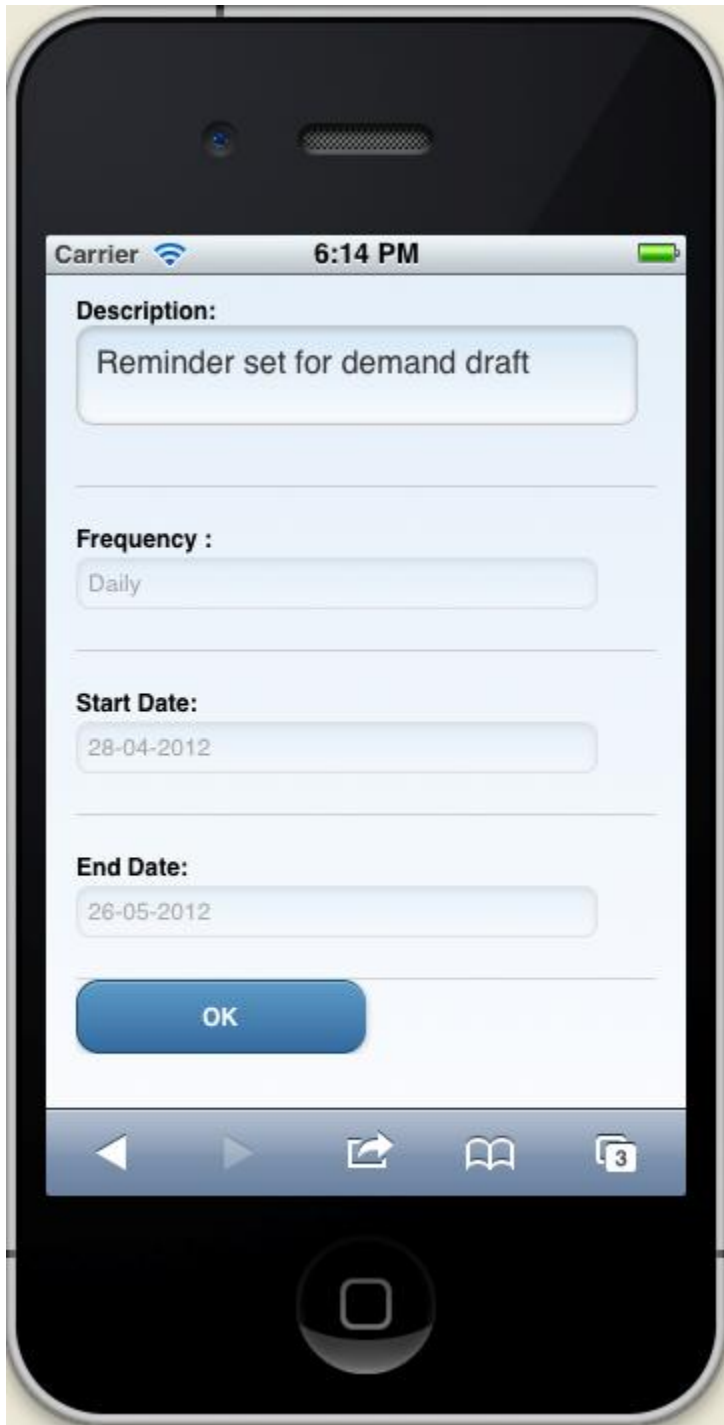 Carrier 6:14 PM
Description:
Reminder set for demand draft
Frequency :
Daily
Start Date:
28-04-2012
End Date:
26-05-2012
OK
3